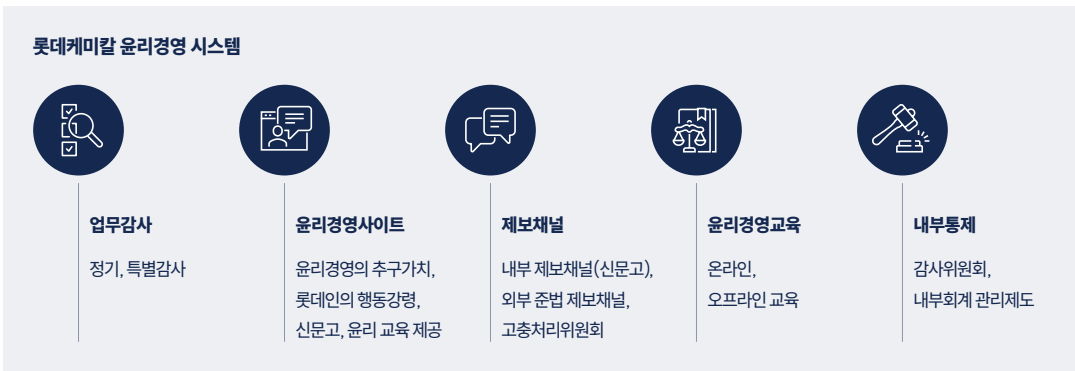 롯데케미칼 윤리경영 시스템
업무감사
정기, 특별감사
윤리경영사이트
윤리경영의 추구가치,
롯데인의 행동강령,
신문고, 윤리 교육 제공
제보채널
내부 제보채널(신문고),
외부 준법 제보채널,
고충처리위원회
윤리경영교육
온라인,
오프라인 교육
내부통제
감사위원회,
내부회계 관리제도